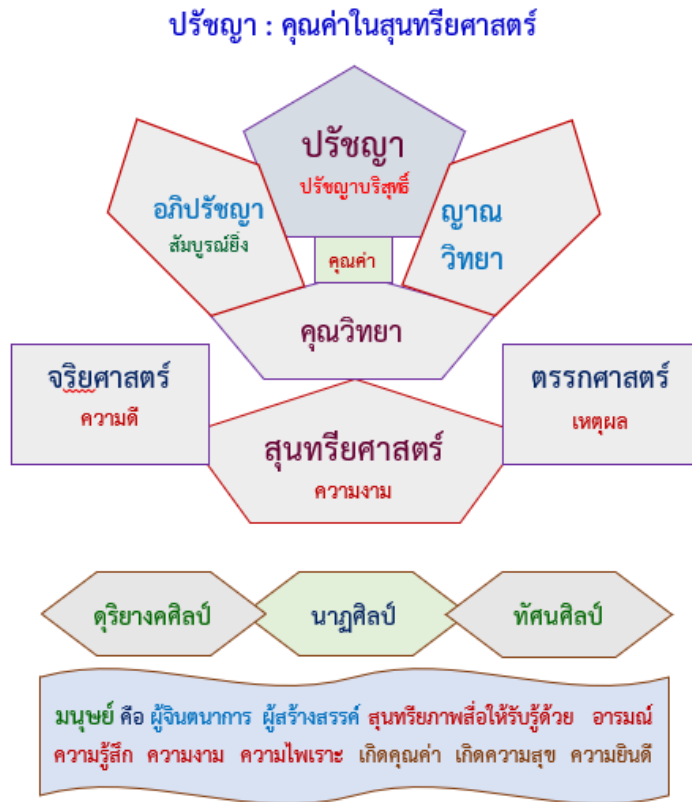 ปรัชญา : คุณค่าในสุนทรียศาสตร์
ปรัชญา
ปรัชญาบริสุทธิ์
อภิปรัชญา
สัมบูรณ์ยิ่ง
ญาณ
วิทยา
คุณค่า
คุณวิทยา
จริยศาสตร์
ความดี
ตรรกศาสตร์
เหตุผล
สุนทรียศาสตร์
ความงาม
ดุริยางคศิลป์
นาฏศิลป์
ทัศนศิลป์
มนุษย์ คือ ผู้จินตนาการ ผู้สร้างสรรค์ สุนทรียภาพสื่อให้รับรู้ด้วย อารมณ์
ความรู้สึก ความงาม ความไพเราะ เกิดคุณค่า เกิดความสุข ความยินดี